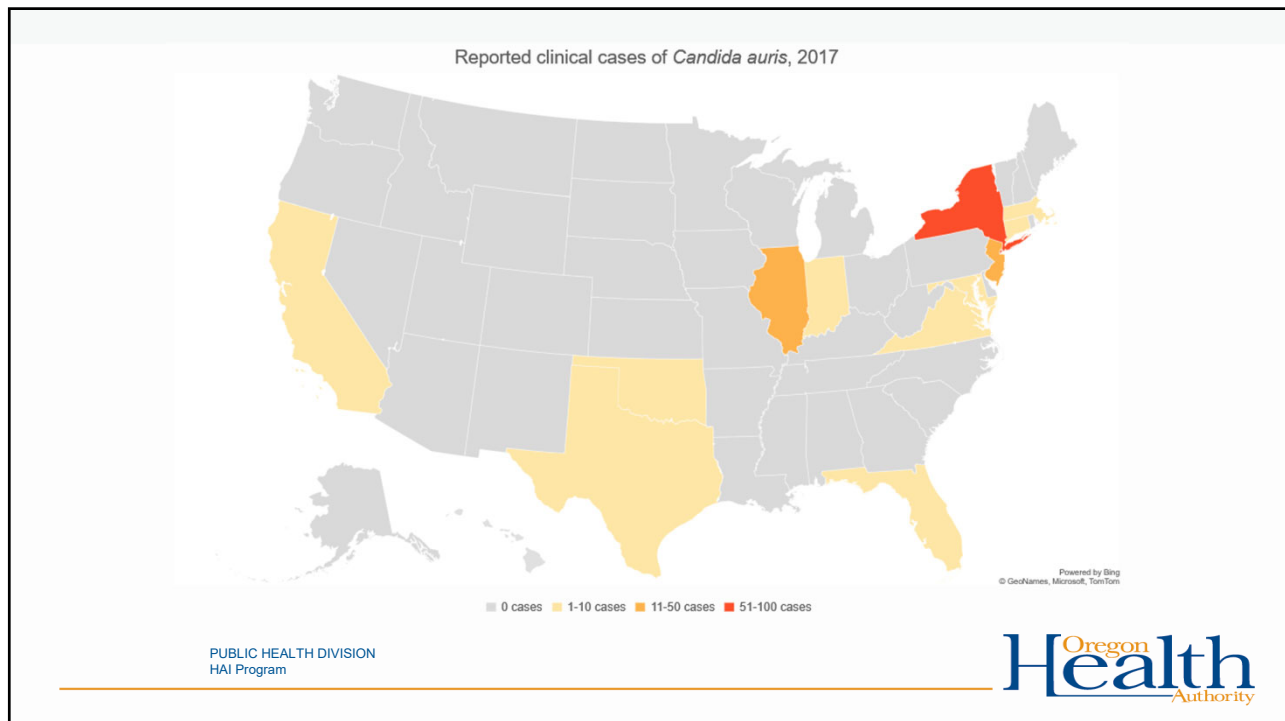 Reported clinical cases of Candida auris, 2017
Powered by Bing
© GeoNames, Microsoft, TomTom
0 cases 1-10 cases 11-50 cases 51-100 cases
PUBLIC HEALTH DIVISION
HAI Program
Oregon
Health
Authority